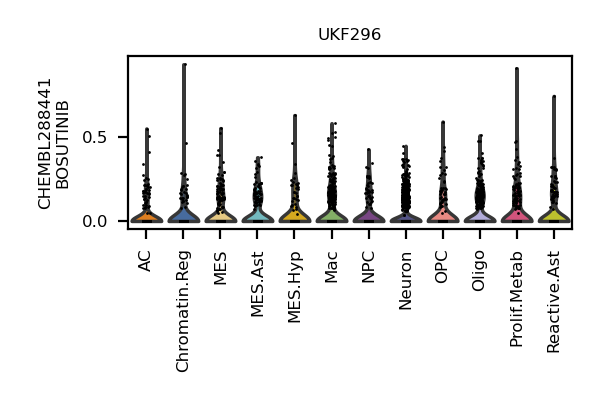 UKF296
CHEMBL288441
BOSUTINIB
0.5
0.0
AC
Chromatin.Reg
MES
MES.Ast
MES.Hyp
Mac
NPC
Neuron
OPC
Oligo
Prolif.Metab
Reactive.Ast